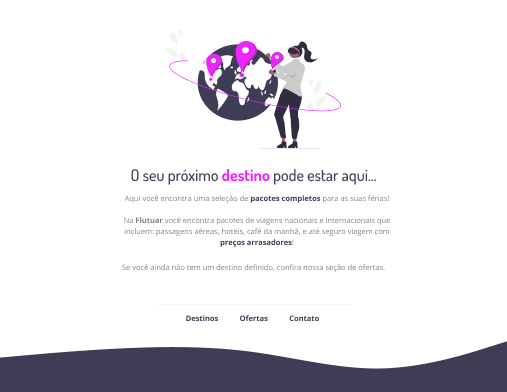 O seu próximo destino pode estar aqui...
Aqui você encontra uma seleção de pacotes completos para as suas férias!
Na Flutuar você encontra pacotes de viagens nacionais e internacionais que
incluem: passagens aéreas, hotéis, café da manhã, e até seguro viagem com
preços arrasadores!
Se você ainda não tem um destino definido, confira nossa seção de ofertas.
Destinos Ofertas Contato